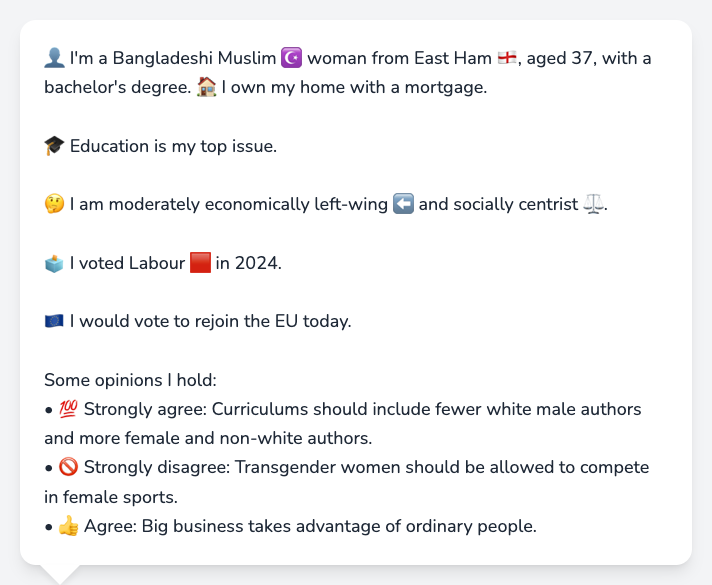 👤 I'm a Bangladeshi Muslim ☪️ woman from East Ham 🏴󠁧󠁢󠁥󠁮󠁧󠁿, aged 37, with a
bachelor's degree. 🏠 I own my home with a mortgage.
🎓 Education is my top issue.
🤔 I am moderately economically left-wing ⬅️ and socially centrist ⚖️.
🗳️ I voted Labour 🟥 in 2024.
🇪🇺 I would vote to rejoin the EU today.
Some opinions I hold:
• 💯 Strongly agree: Curriculums should include fewer white male authors
and more female and non-white authors.
• 🚫 Strongly disagree: Transgender women should be allowed to compete
in female sports.
• 👍 Agree: Big business takes advantage of ordinary people.